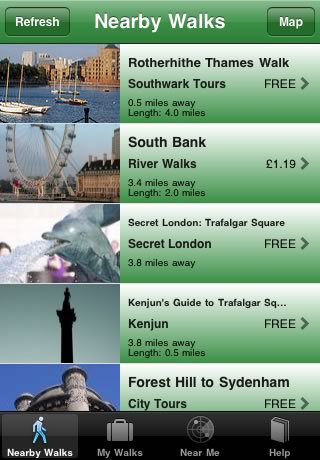 Refresh
Nearby Walks
Map
Rotherhithe Thames Walk
Southwark Tours FREE
0.5 miles away
Length: 4.0 miles
South Bank
River Walks £1.19
3.4 miles away
Length: 2.0 miles
Secret London: Trafalgar Square
Secret London FREE
3.8 miles away
Kenjun's Guide to Trafalgar Sq...
Kenjun FREE
3.8 miles away
Length: 0.5 miles
Forest Hill to Sydenham
City Tours FREE
Nearby Walks
My Walks
Near Me
Help